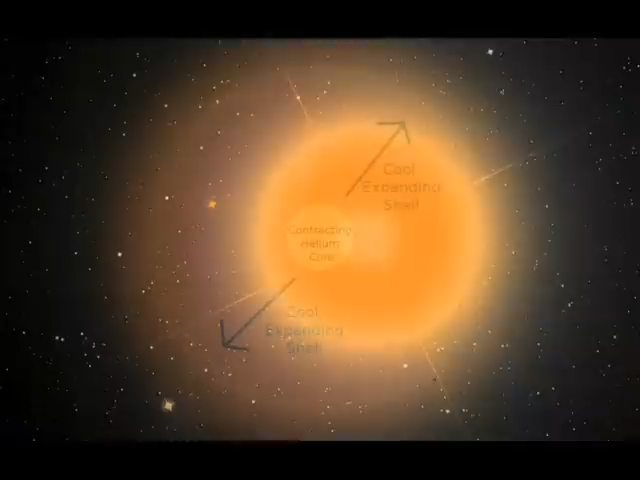 Cool
Expanding
Shell
Contracting
Helium
Core
Cool
Expanding
Shell